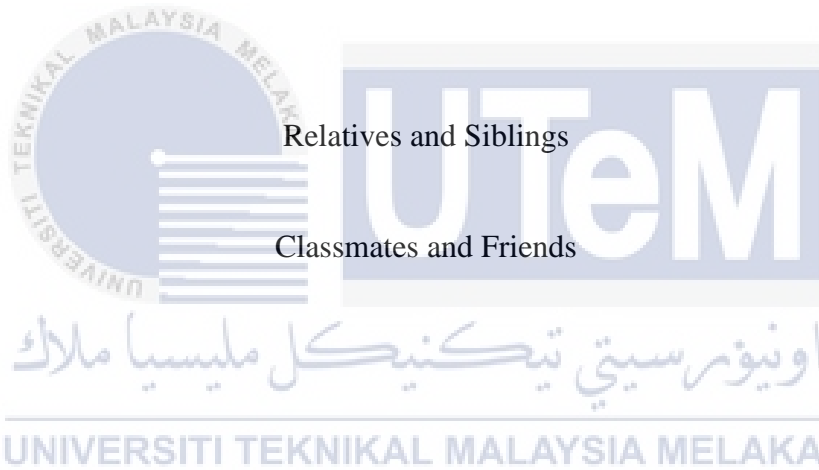 UNIVERSITI TEKNIKAL MALAYSIA MELAKA
UTeM
Relatives and Siblings
Classmates and Friends
اونيۏرسيتي تيكنيكل مليسيا ملاك
UNIVERSITI TEKNIKAL MALAYSIA MELAKA